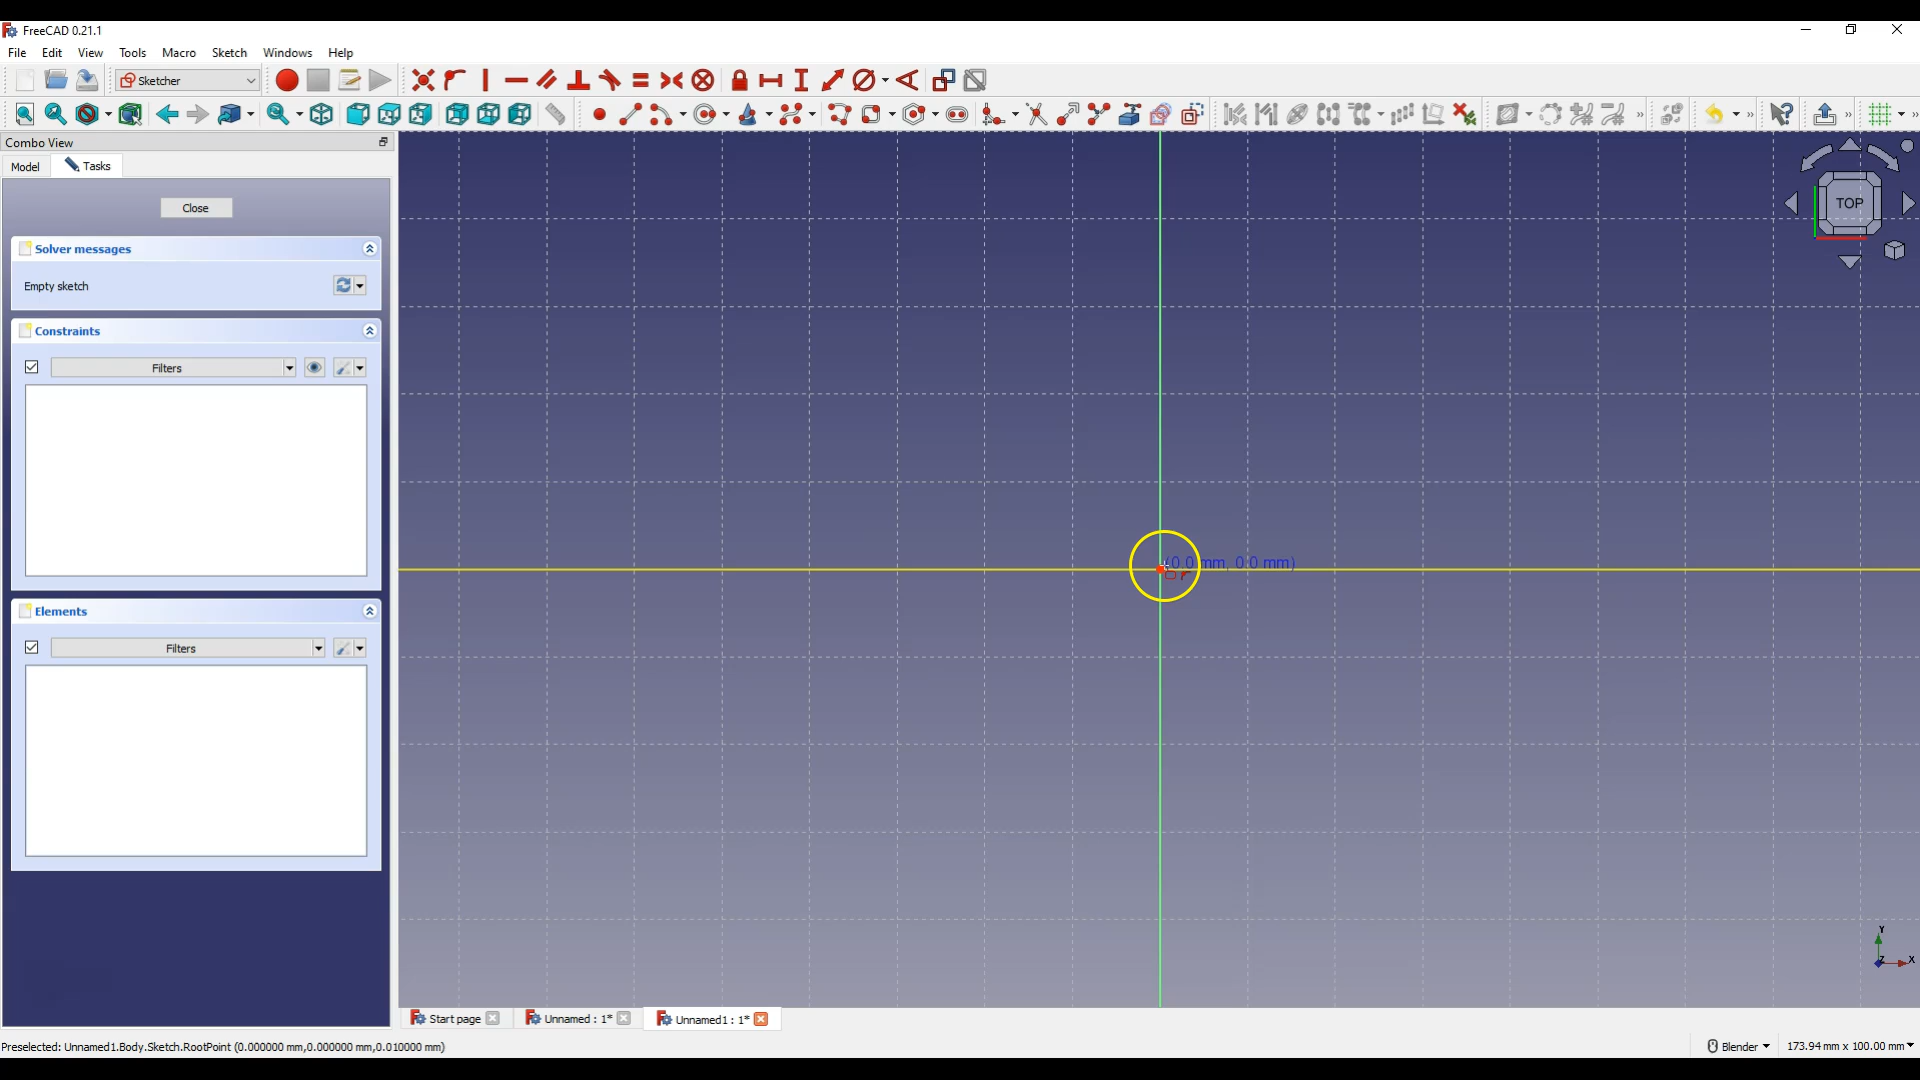 FreeCAD 0.21.1
File Edit View Tools Macro Sketch Windows Help
Sketcher
Combo View
Model Tasks
TOP
Close
Solver messages
Empty sketch
Constraints
Filters
(0.0 mm, 0.0 mm)
Elements
Filters
Y
Z X
Start page Unnamed : 1* Unnamed1 : 1*
Preselected: Unnamed1.Body.Sketch.RootPoint (0.000000 mm,0.000000 mm,0.010000 mm) Blender 173.94 mm x 100.00 mm